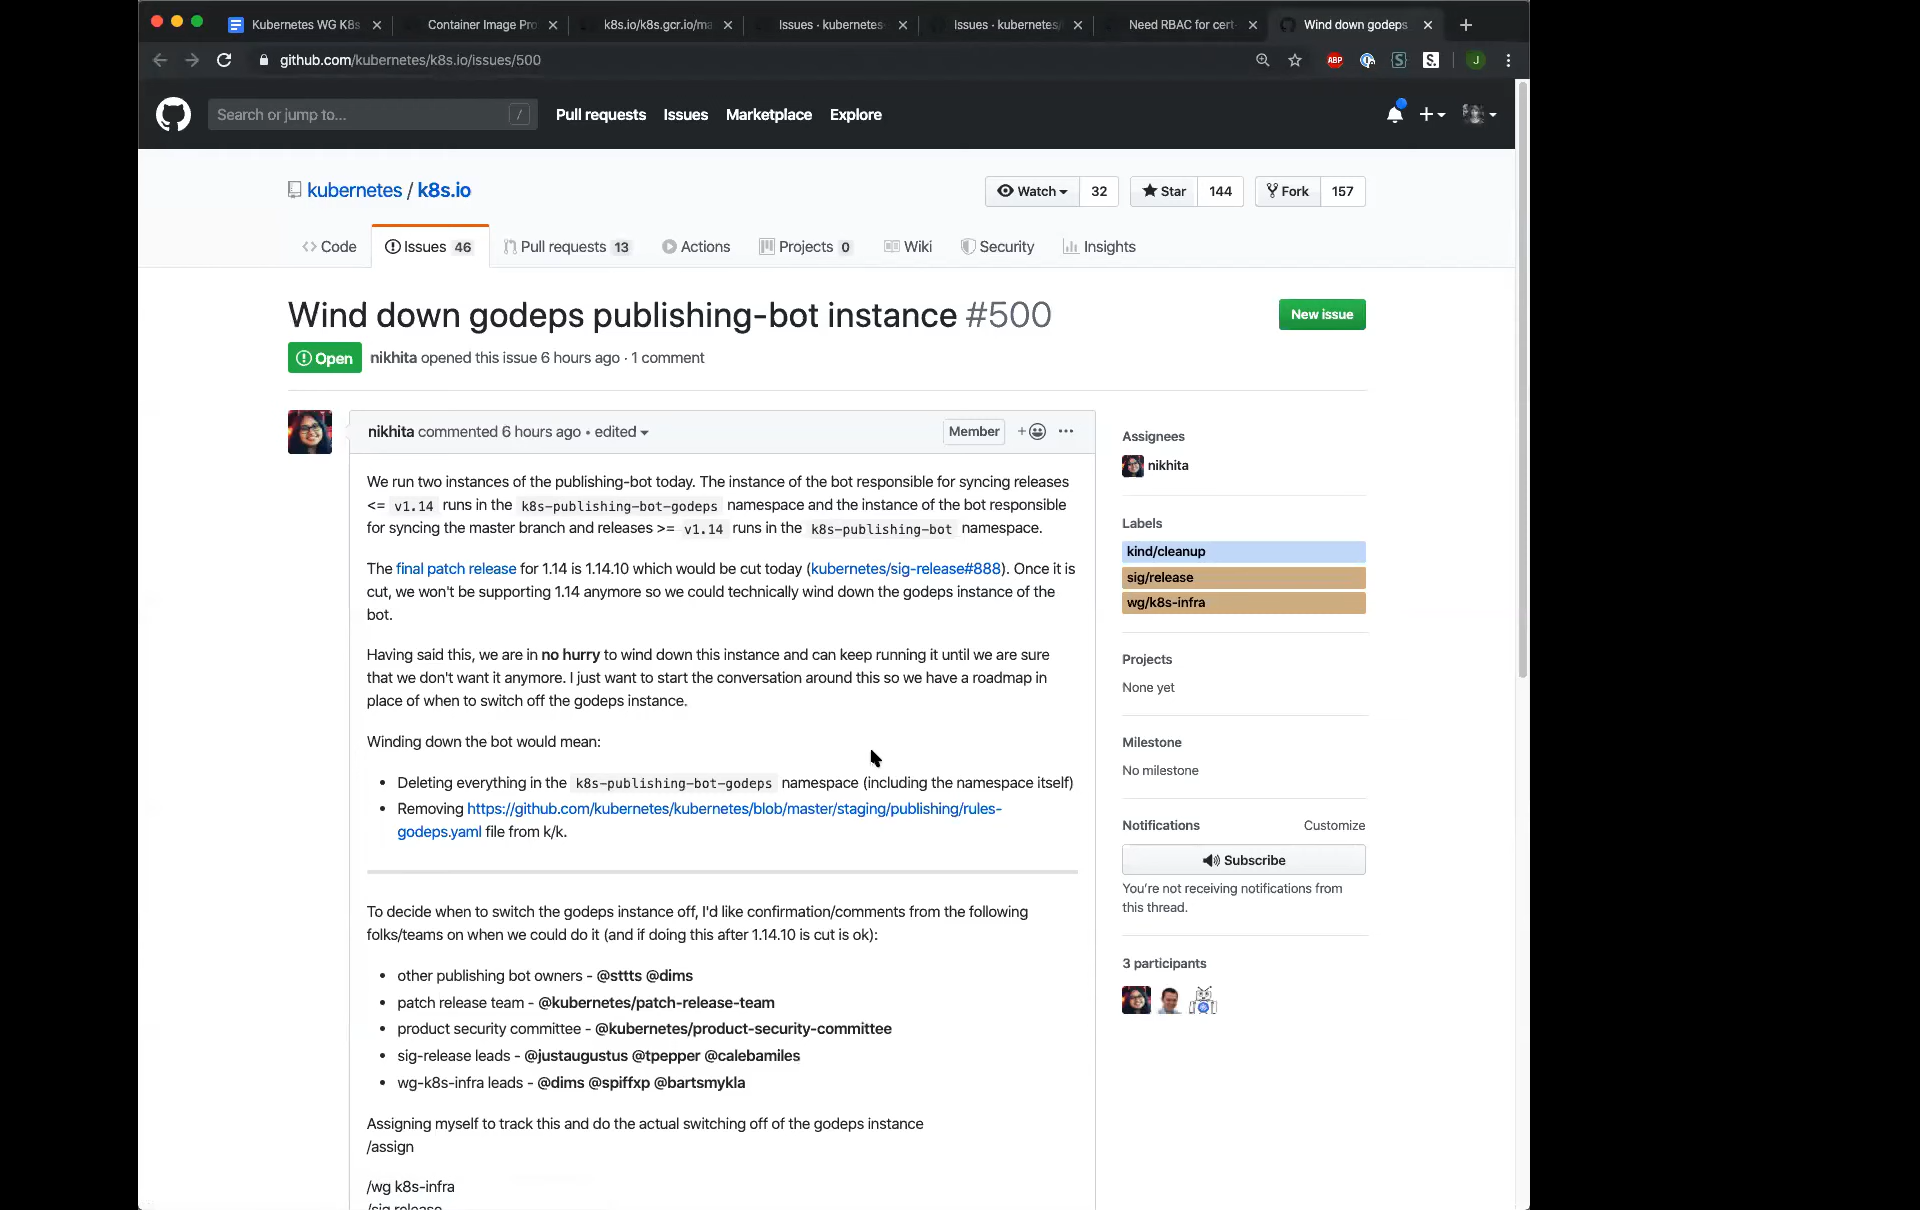 Kubernetes WG K8s
Container Image Pro
k8s.io/k8s.gcr.io/ma
Issues · kubernetes-
Issues · kubernetes/
Need RBAC for cert-
Wind down godeps
github.com/kubernetes/k8s.io/issues/500
ABP
S
S.
J
Search or jump to...
/
Pull requests
Issues
Marketplace
Explore
kubernetes / k8s.io
Watch 32
Star 144
Fork 157
Code
Issues 46
Pull requests 13
Actions
Projects 0
Wiki
Security
Insights
Wind down godeps publishing-bot instance #500
New issue
Open
nikhita opened this issue 6 hours ago · 1 comment
nikhita commented 6 hours ago • edited
Member
We run two instances of the publishing-bot today. The instance of the bot responsible for syncing releases
<= v1.14 runs in the k8s-publishing-bot-godeps namespace and the instance of the bot responsible
for syncing the master branch and releases >= v1.14 runs in the k8s-publishing-bot namespace.
The final patch release for 1.14 is 1.14.10 which would be cut today (kubernetes/sig-release#888). Once it is
cut, we won't be supporting 1.14 anymore so we could technically wind down the godeps instance of the
bot.
Having said this, we are in no hurry to wind down this instance and can keep running it until we are sure
that we don't want it anymore. I just want to start the conversation around this so we have a roadmap in
place of when to switch off the godeps instance.
Winding down the bot would mean:
• Deleting everything in the k8s-publishing-bot-godeps namespace (including the namespace itself)
• Removing https://github.com/kubernetes/kubernetes/blob/master/staging/publishing/rules-
godeps.yaml file from k/k.
To decide when to switch the godeps instance off, I'd like confirmation/comments from the following
folks/teams on when we could do it (and if doing this after 1.14.10 is cut is ok):
• other publishing bot owners - @sttts @dims
• patch release team - @kubernetes/patch-release-team
• product security committee - @kubernetes/product-security-committee
• sig-release leads - @justaugustus @tpepper @calebamiles
• wg-k8s-infra leads - @dims @spiffxp @bartsmykla
Assigning myself to track this and do the actual switching off of the godeps instance
/assign
/wg k8s-infra
/sig release
Assignees
nikhita
Labels
kind/cleanup
sig/release
wg/k8s-infra
Projects
None yet
Milestone
No milestone
Notifications
Customize
Subscribe
You're not receiving notifications from
this thread.
3 participants